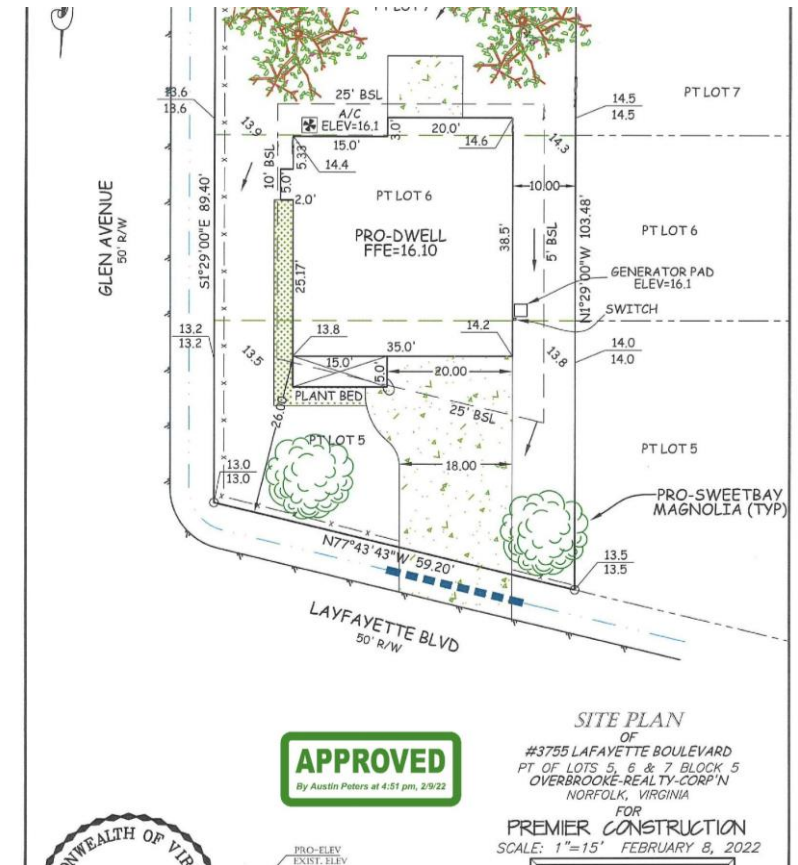 PT LOT 7
13.6
13.6
25' BSL
14.5
14.5
PT LOT 7
A/C
ELEV=16.1
13.9
3.0'
20.0'
15.0'
14.6
14.3
5.33'
14.4
10' BSL
5.0'
2.0'
PT LOT 6
10.00
GLEN AVENUE
50' R/W
S1°29'00"E 89.40'
PRO-DWELL
FFE=16.10
38.5'
5' BSL
N1°29'00"W 103.48'
PT LOT 6
25.17'
GENERATOR PAD
ELEV=16.1
SWITCH
13.2
13.2
13.8
14.2
13.5
35.0'
13.8
14.0
14.0
15.0'
5.0'
20.00
PLANT BED
25' BSL
26.00
PT LOT 5
PT LOT 5
18.00
13.0
13.0
PRO-SWEETBAY
MAGNOLIA (TYP)
N77°43'43"W 59.20'
13.5
13.5
LAYFAYETTE BLVD
50' R/W
APPROVED
By Austin Peters at 4:51 pm, 2/9/22
SITE PLAN
OF
#3755 LAFAYETTE BOULEVARD
PT OF LOTS 5, 6 & 7 BLOCK 5
OVERBROOKE-REALTY-CORP'N
NORFOLK, VIRGINIA
FOR
PREMIER CONSTRUCTION
SCALE: 1"=15' FEBRUARY 8, 2022
PRO-ELEV
EXIST. ELEV